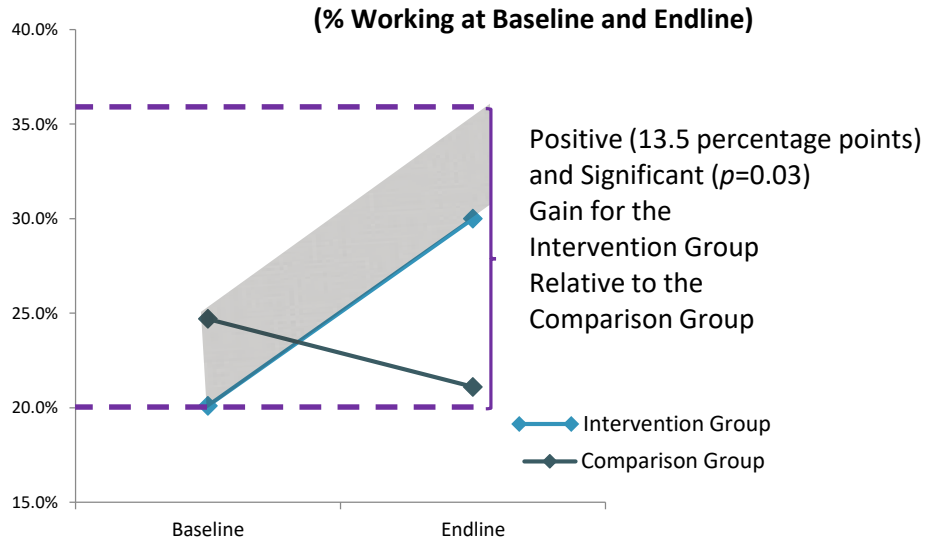 (% Working at Baseline and Endline)
40.0%
35.0%
30.0%
25.0%
20.0%
15.0%
Baseline
Endline
Positive (13.5 percentage points)
and Significant (p=0.03)
Gain for the
Intervention Group
Relative to the
Comparison Group
Intervention Group
Comparison Group